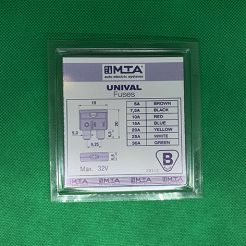 MTA
auto electric systems
UNIVAL
Fuses
5A BROWN
7,5A BLACK
10A RED
15A BLUE
20A YELLOW
25A WHITE
30A GREEN
Max. 32V
B
MTA MTA MTA